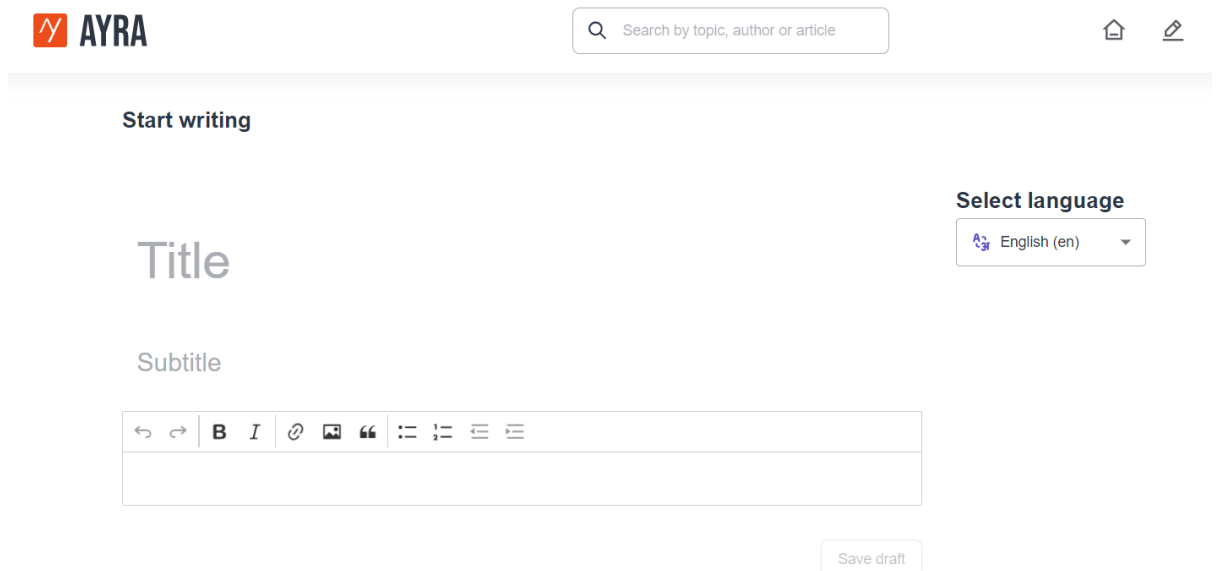 AYRA
Search by topic, author or article
Start writing
Select language
English (en)
Title
Subtitle
Save draft